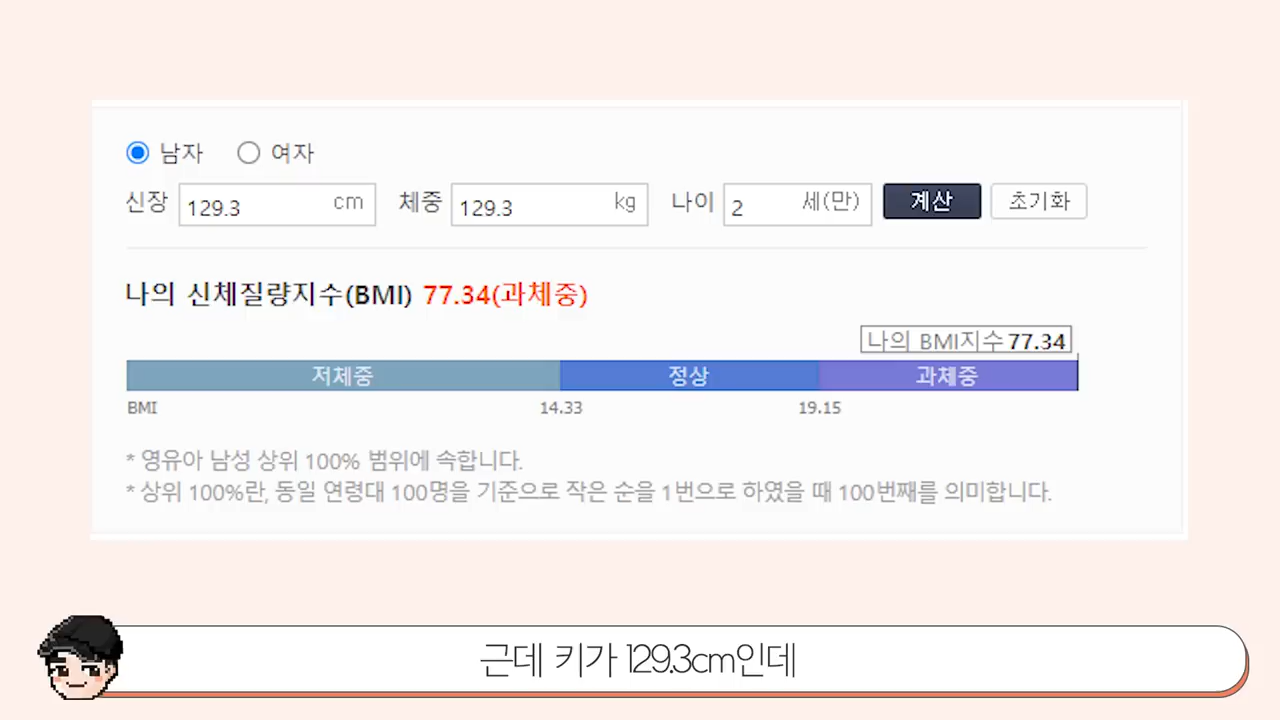 남자 여자
신장 129.3 cm 체중 129.3 kg 나이 2 세(만) 계산 초기화
나의 신체질량지수(BMI) 77.34(과체중)
나의 BMI지수 77.34
저체중 정상 과체중
BMI 14.33 19.15
* 영유아 남성 상위 100% 범위에 속합니다.
* 상위 100%란, 동일 연령대 100명을 기준으로 작은 순을 1번으로 하였을 때 100번째를 의미합니다.
근데 키가 129.3cm인데